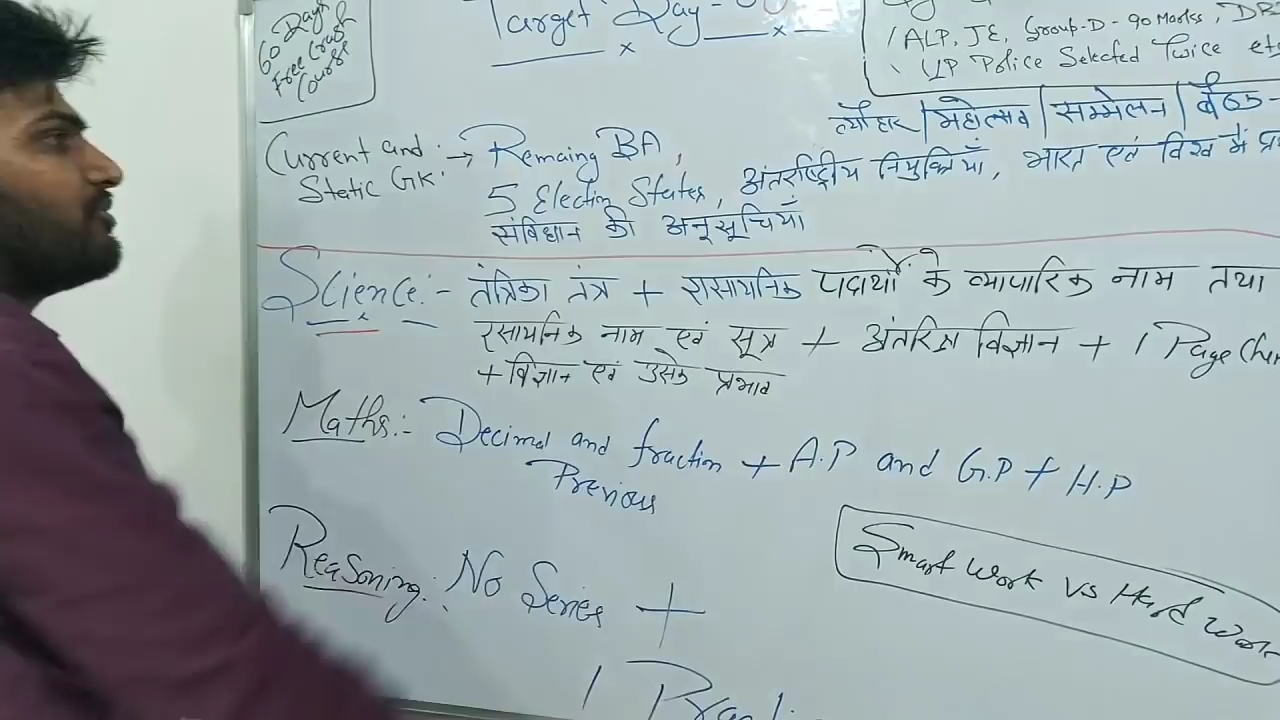 60 Days
Free Crash
Course
Target Day-
ALP, JE, Group-D - 90 Marks,
UP Police Selected Twice etc
त्यौहार | महोत्सव | सम्मेलन | बैठक
Current and
Static GK. → Remaing BA,
5 Election States, अंतर्राष्ट्रीय नियुक्तियाँ, भारत एवं विश्व में
संविधान की अनुसूचियाँ
Science:- तंत्रिका तंत्र + रासायनिक पदार्थों के व्यापारिक नाम तथा
रसायनिक नाम एवं सूत्र + अंतरिक्ष विज्ञान + 1 Page
+ विज्ञान एवं उसके प्रभाव
Maths:- Decimal and fraction + A.P and G.P + H.P
Previous
Reasoning: No Series +
Smart Work Vs Hard Work
1